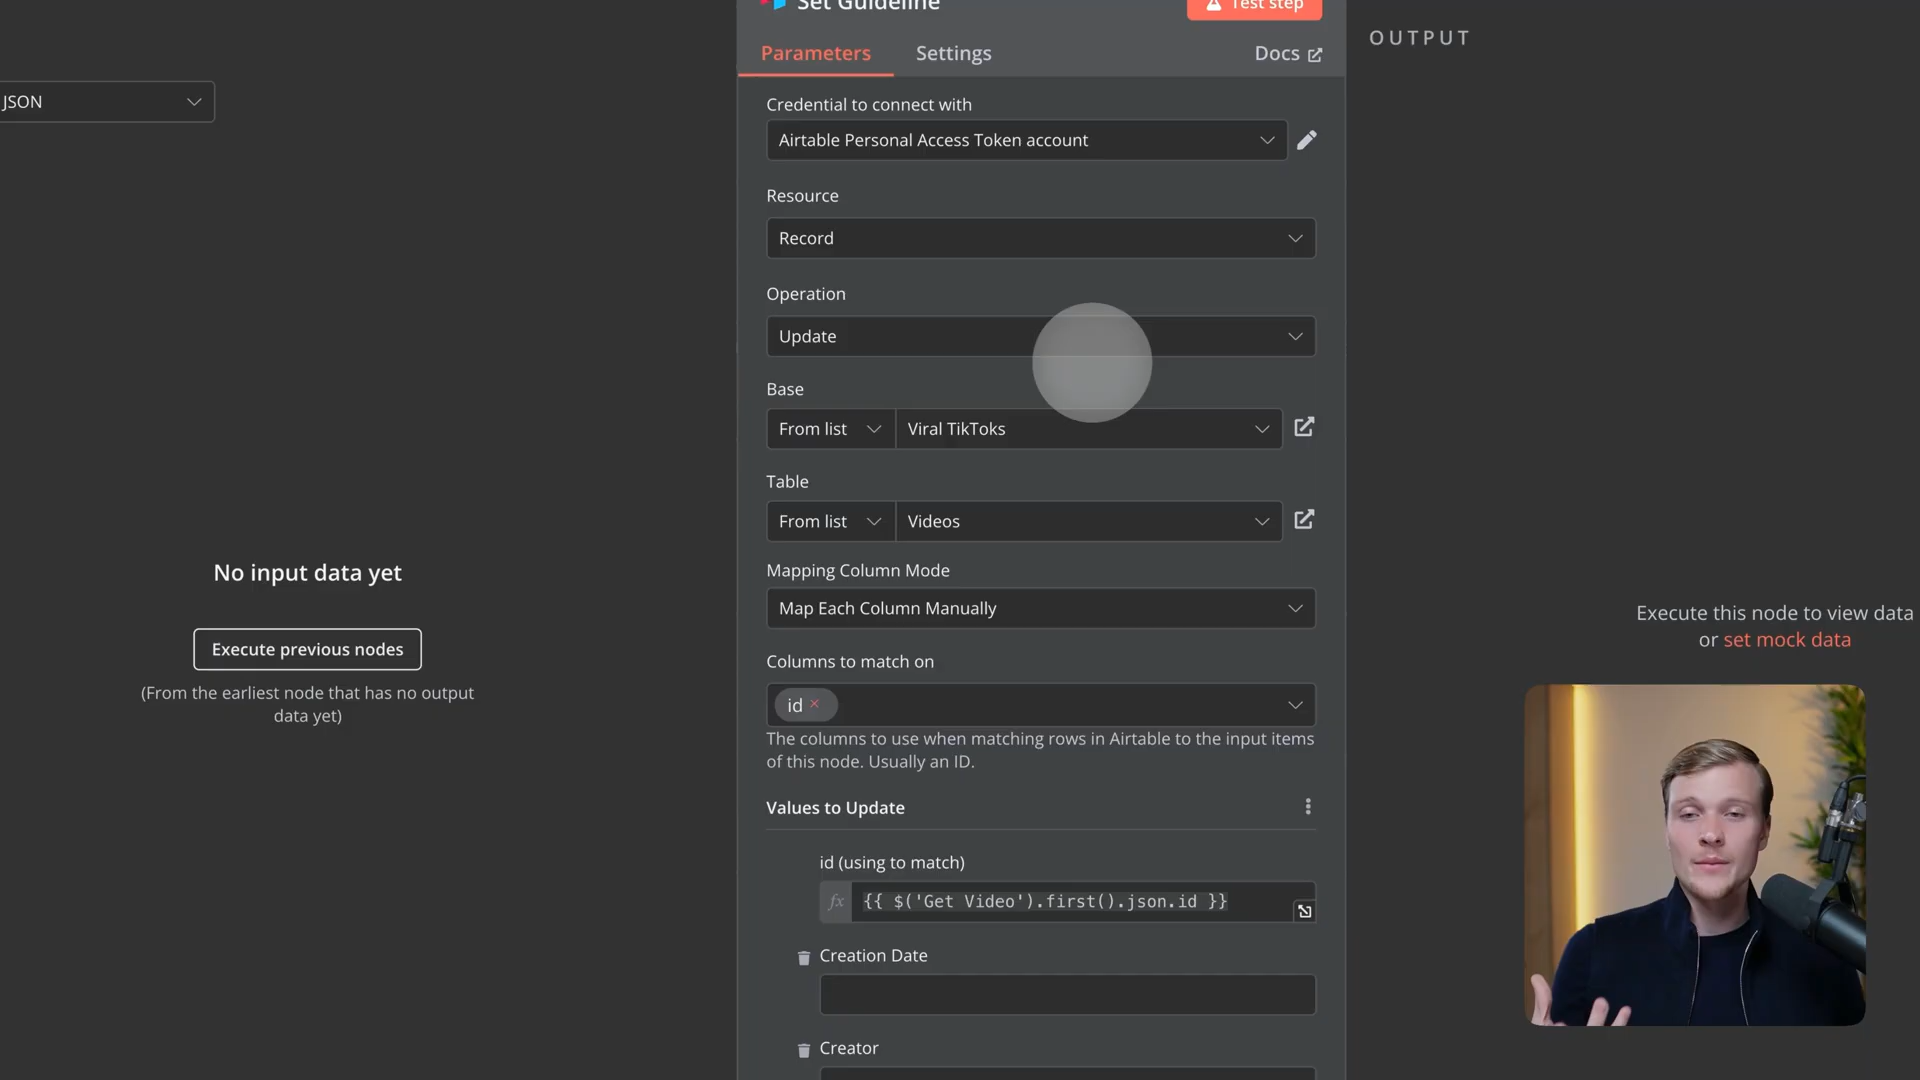 Set Guideline
Test step
OUTPUT
Parameters
Settings
Docs
JSON
Credential to connect with
Airtable Personal Access Token account
Resource
Record
Operation
Update
Base
From list
Viral TikToks
Table
From list
Videos
Mapping Column Mode
Map Each Column Manually
Columns to match on
id ×
The columns to use when matching rows in Airtable to the input items
of this node. Usually an ID.
Values to Update
id (using to match)
fx
{{ $('Get Video').first().json.id }}
Creation Date
Creator
No input data yet
Execute previous nodes
(From the earliest node that has no output
data yet)
Execute this node to view data
or set mock data